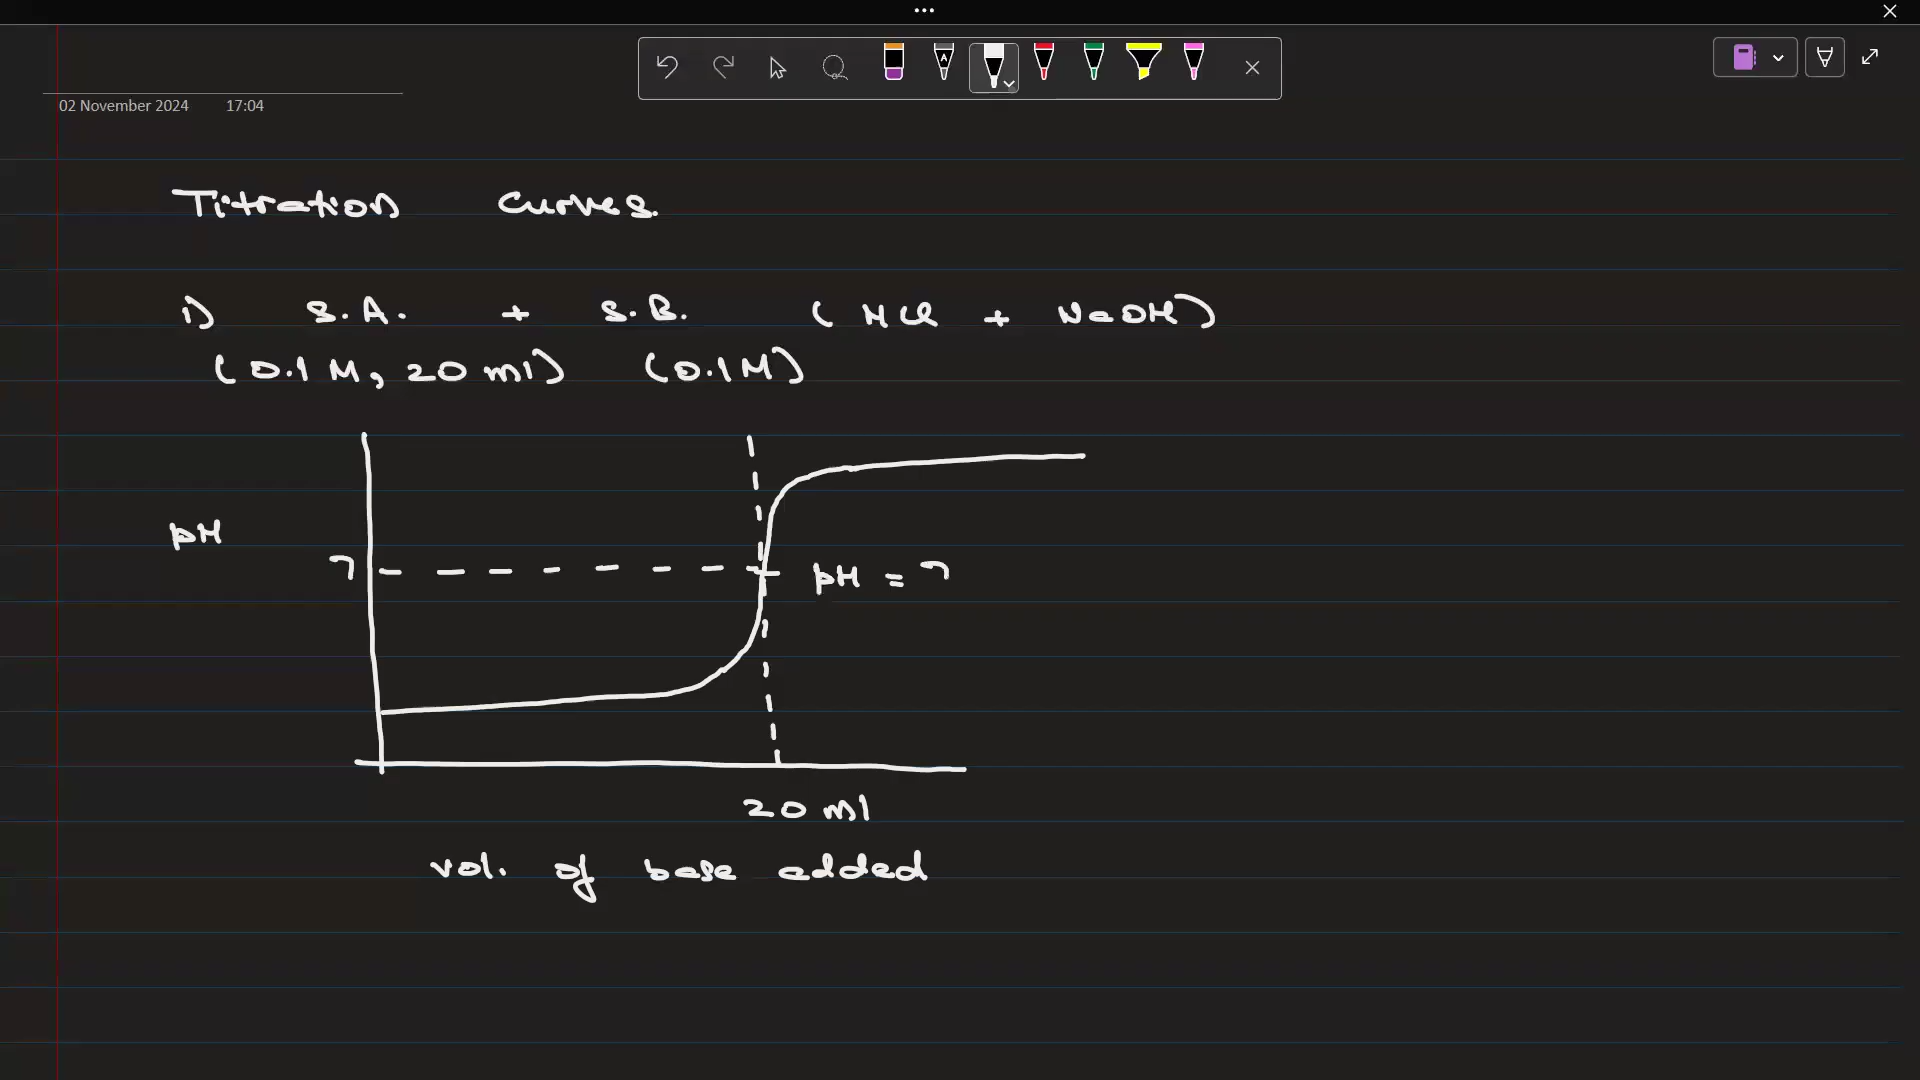 02 November 2024 17:04
Titration curves.
1) S.A. + S.B. (HCl + NaOH)
(0.1 M, 20 ml) (0.1M)
pH
7
pH = 7
20 ml
vol. of base added